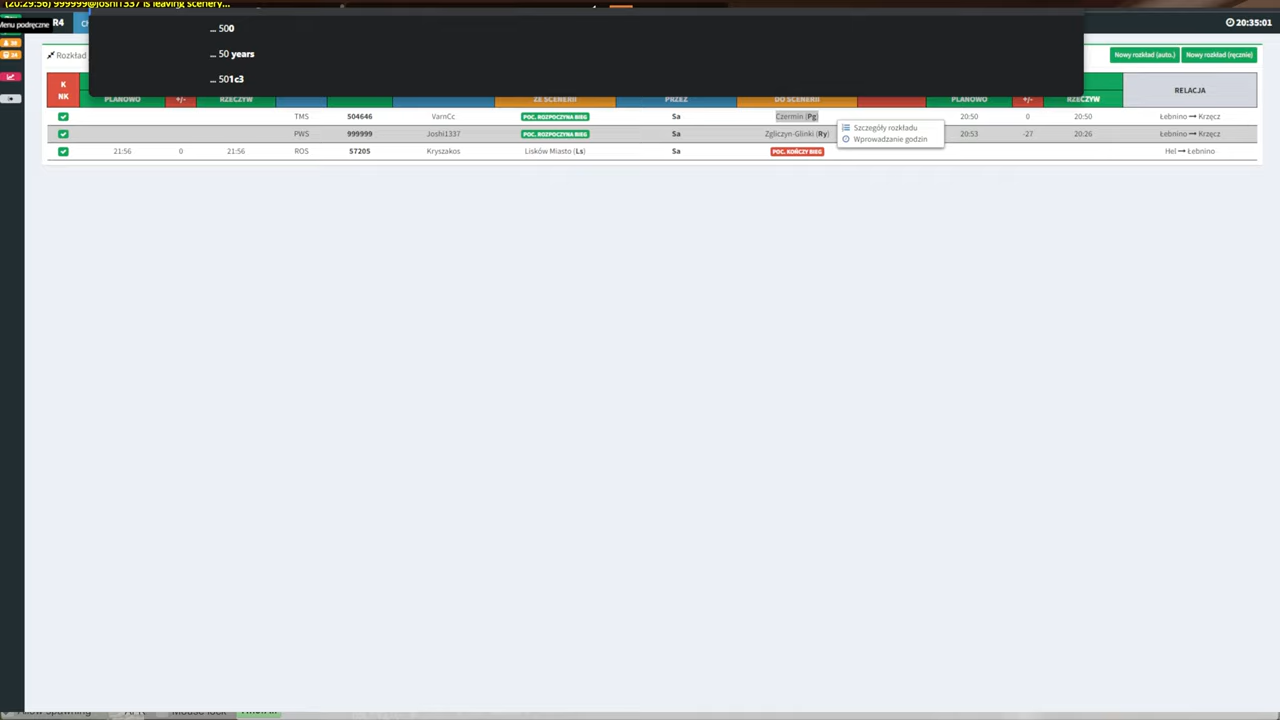 (20:29:56) 999999@Joshi1337 is leaving scenery...
Menu podręczne
R4
Ch
20:35:01
... 500
... 50 years
... 501c3
Rozkład
Nowy rozkład (auto.)
Nowy rozkład (ręcznie)
K
NK
PLANOWO +/- RZECZYW ZE SCENERII PRZEZ DO SCENERII PLANOWO +/- RZECZYW RELACJA
TMS 504646 VarnCc POC. ROZPOCZYNA BIEG Sa Czermin (Pg) 20:50 0 20:50 Łebnino → Krzęcz
PWS 999999 Joshi1337 POC. ROZPOCZYNA BIEG Sa Zgliczyn-Glinki (Ry) 20:53 -27 20:26 Łebnino → Krzęcz
21:56 0 21:56 ROS 57205 Kryszakos Lisków Miasto (Ls) Sa POC. KOŃCZY BIEG Hel → Łebnino
Szczegóły rozkładu
Wprowadzanie godzin
Mouse lock